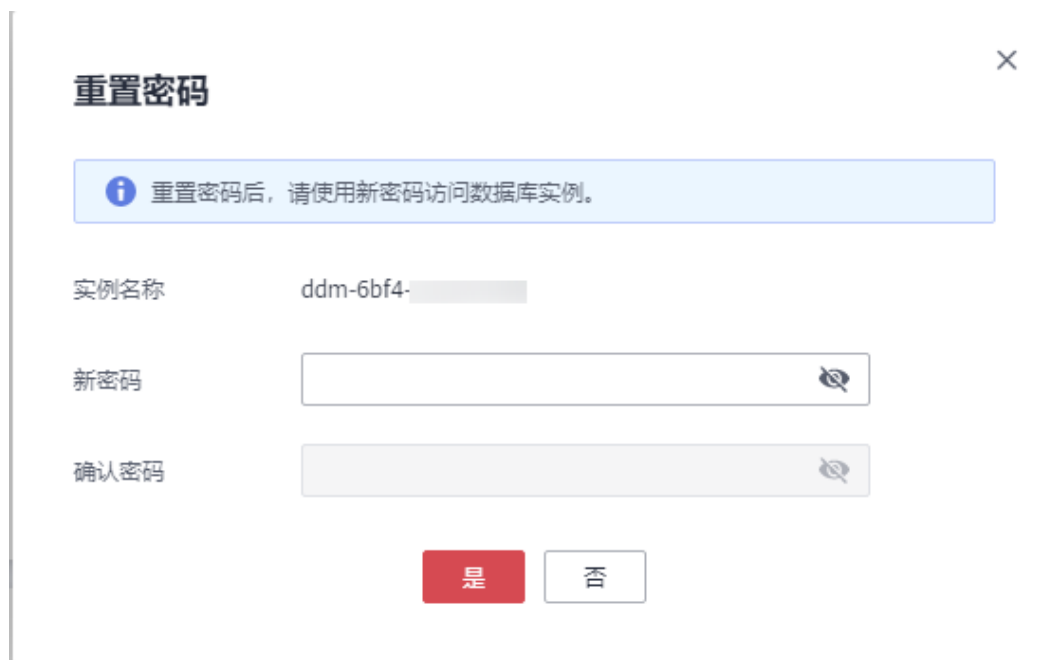 重置密码
重置密码后，请使用新密码访问数据库实例。
实例名称 ddm-6bf4-
新密码
确认密码
是 否